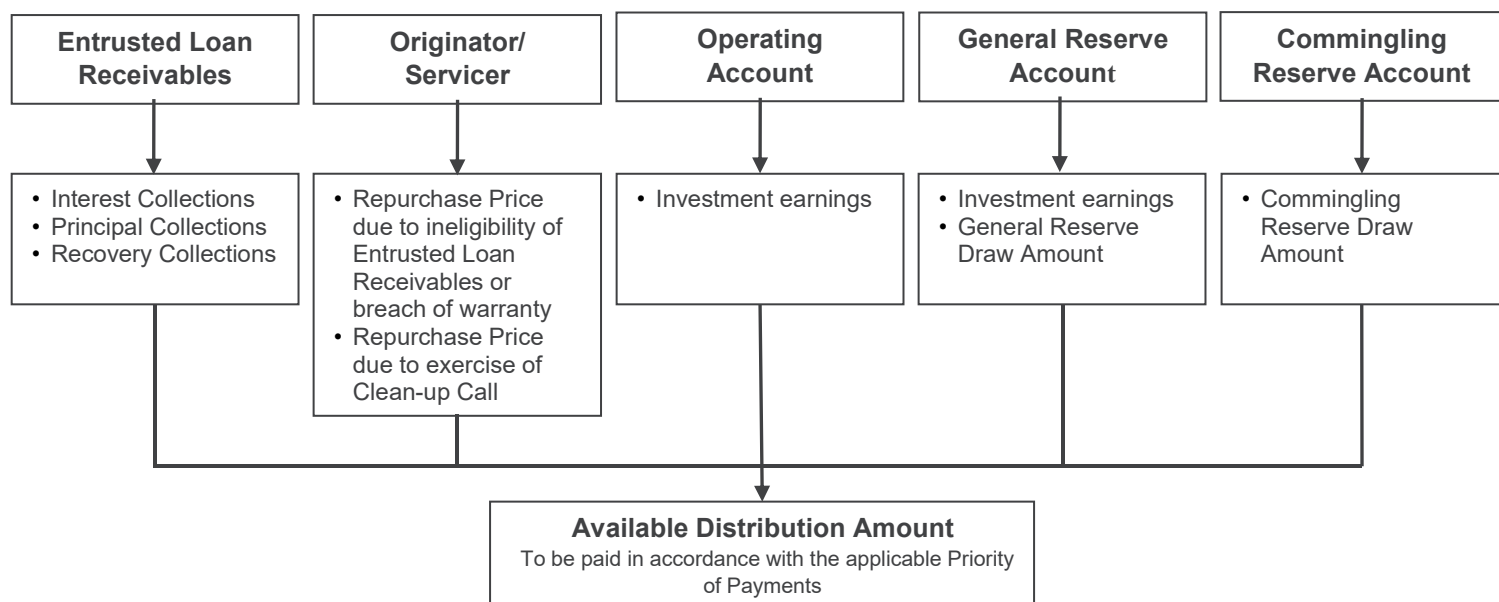 Entrusted Loan
Receivables
Originator/
Servicer
Operating
Account
General Reserve
Account
Commingling
Reserve Account
• Interest Collections
• Principal Collections
• Recovery Collections
• Repurchase Price
due to ineligibility of
Entrusted Loan
Receivables or
breach of warranty
• Repurchase Price
due to exercise of
Clean-up Call
• Investment earnings
• Investment earnings
• General Reserve
Draw Amount
• Commingling
Reserve Draw
Amount
Available Distribution Amount
To be paid in accordance with the applicable Priority
of Payments